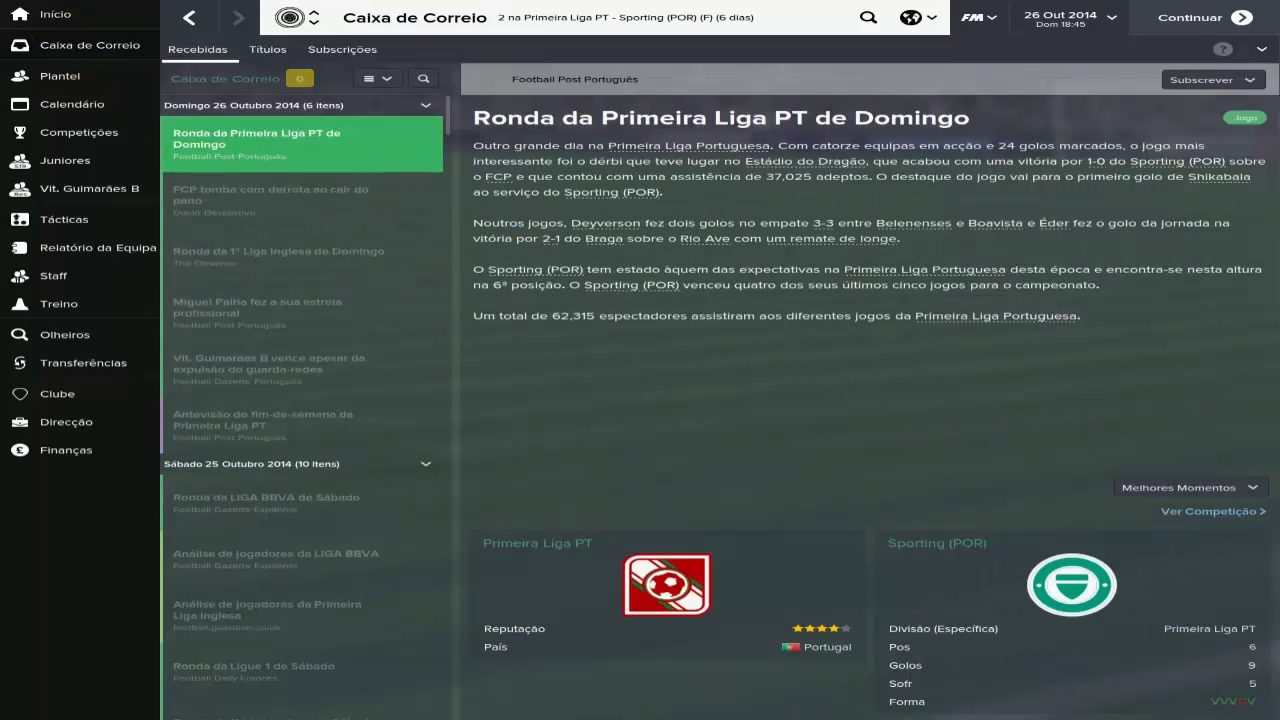 Início
Caixa de Correio
Plantel
Calendário
Competições
Juniores
Vit. Guimarães B
Tácticas
Relatório da Equipa
Staff
Treino
Olheiros
Transferências
Clube
Direcção
Finanças
Caixa de Correio 2 na Primeira Liga PT - Sporting (POR) (F) (6 dias)
FM
26 Out 2014
Dom 18:45
Continuar
Recebidas Títulos Subscrições
Caixa de Correio 0
Domingo 26 Outubro 2014 (6 itens)
Ronda da Primeira Liga PT de
Domingo
Football Post Português
FCP tomba com derrota ao cair do
pano
Diário Desportivo
Ronda da 1ª Liga Inglesa de Domingo
The Observer
Miguel Palha fez a sua estreia
profissional
Football Post Português
Vit. Guimarães B vence apesar da
expulsão do guarda-redes
Football Gazette Português
Antevisão do fim-de-semana da
Primeira Liga PT
Football Post Português
Sábado 25 Outubro 2014 (10 itens)
Ronda da LIGA BBVA de Sábado
Football Gazette Espanhol
Análise de jogadores da LIGA BBVA
Football Gazette Espanhol
Análise de jogadores da Primeira
Liga Inglesa
football.guardian.co.uk
Ronda da Ligue 1 de Sábado
Football Daily Francês
Football Post Português
Subscrever
Ronda da Primeira Liga PT de Domingo
Jogo
Outro grande dia na Primeira Liga Portuguesa. Com catorze equipas em acção e 24 golos marcados, o jogo mais
interessante foi o dérbi que teve lugar no Estádio do Dragão, que acabou com uma vitória por 1-0 do Sporting (POR) sobre
o FCP e que contou com uma assistência de 37,025 adeptos. O destaque do jogo vai para o primeiro golo de Shikabala
ao serviço do Sporting (POR).
Noutros jogos, Deyverson fez dois golos no empate 3-3 entre Belenenses e Boavista e Éder fez o golo da jornada na
vitória por 2-1 do Braga sobre o Rio Ave com um remate de longe.
O Sporting (POR) tem estado àquem das expectativas na Primeira Liga Portuguesa desta época e encontra-se nesta altura
na 6ª posição. O Sporting (POR) venceu quatro dos seus últimos cinco jogos para o campeonato.
Um total de 62,315 espectadores assistiram aos diferentes jogos da Primeira Liga Portuguesa.
Melhores Momentos
Ver Competição >
Primeira Liga PT
Reputação
País Portugal
Sporting (POR)
Divisão (Específica) Primeira Liga PT
Pos 6
Golos 9
Sofr 5
Forma VVVDV